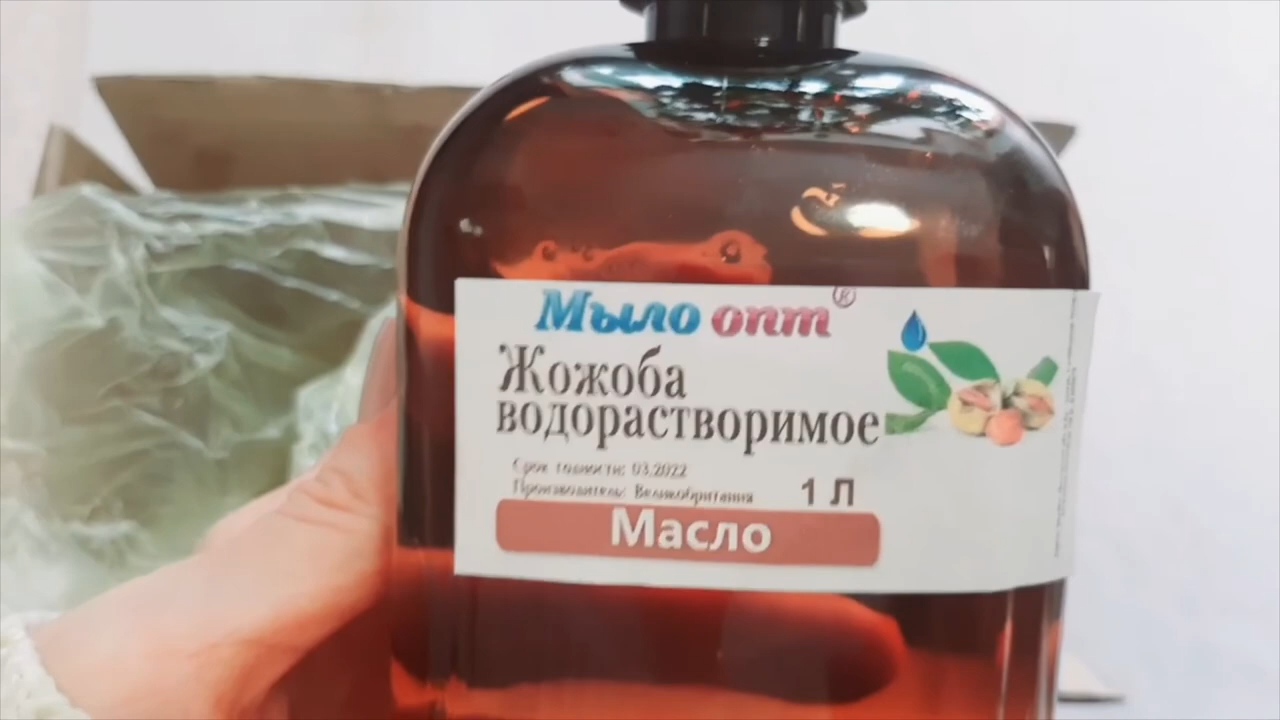 Мыло опт®
Жожоба
водорастворимое
Срок годности: 03.2022
Производитель: Великобритания
1 Л
Масло